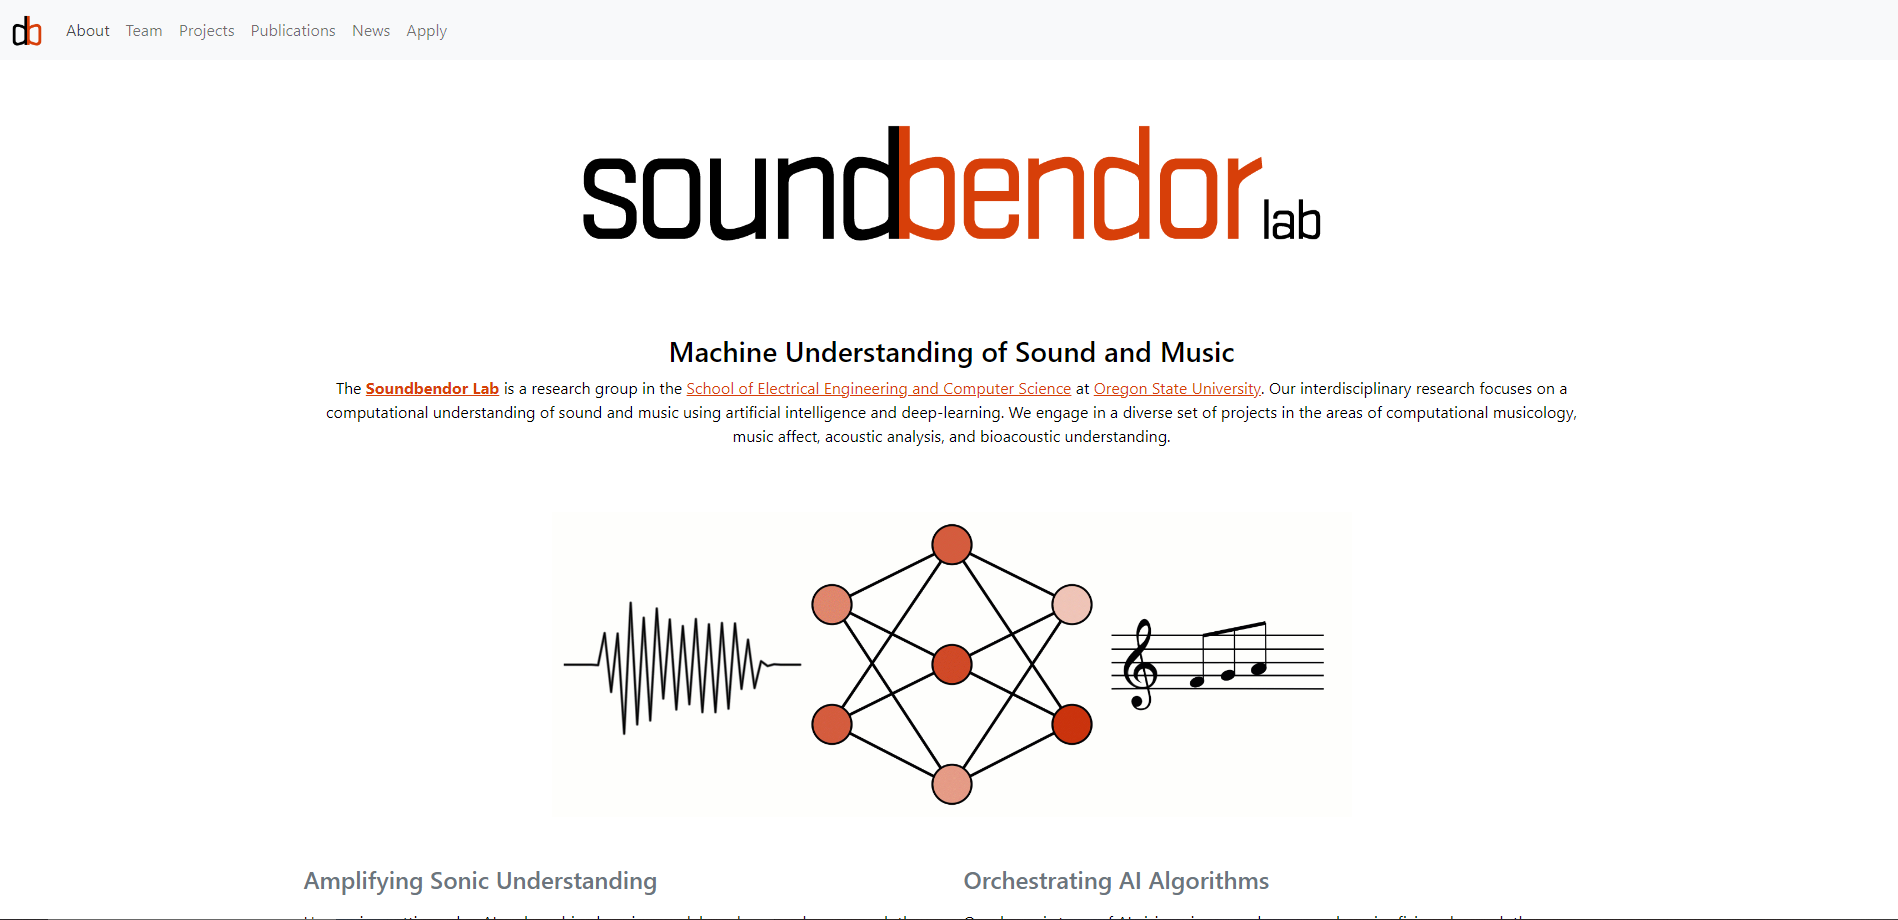 db
About Team Projects Publications News Apply
soundbendor lab
Machine Understanding of Sound and Music
The Soundbendor Lab is a research group in the School of Electrical Engineering and Computer Science at Oregon State University. Our interdisciplinary research focuses on a
computational understanding of sound and music using artificial intelligence and deep-learning. We engage in a diverse set of projects in the areas of computational musicology,
music affect, acoustic analysis, and bioacoustic understanding.
Amplifying Sonic Understanding
Orchestrating AI Algorithms